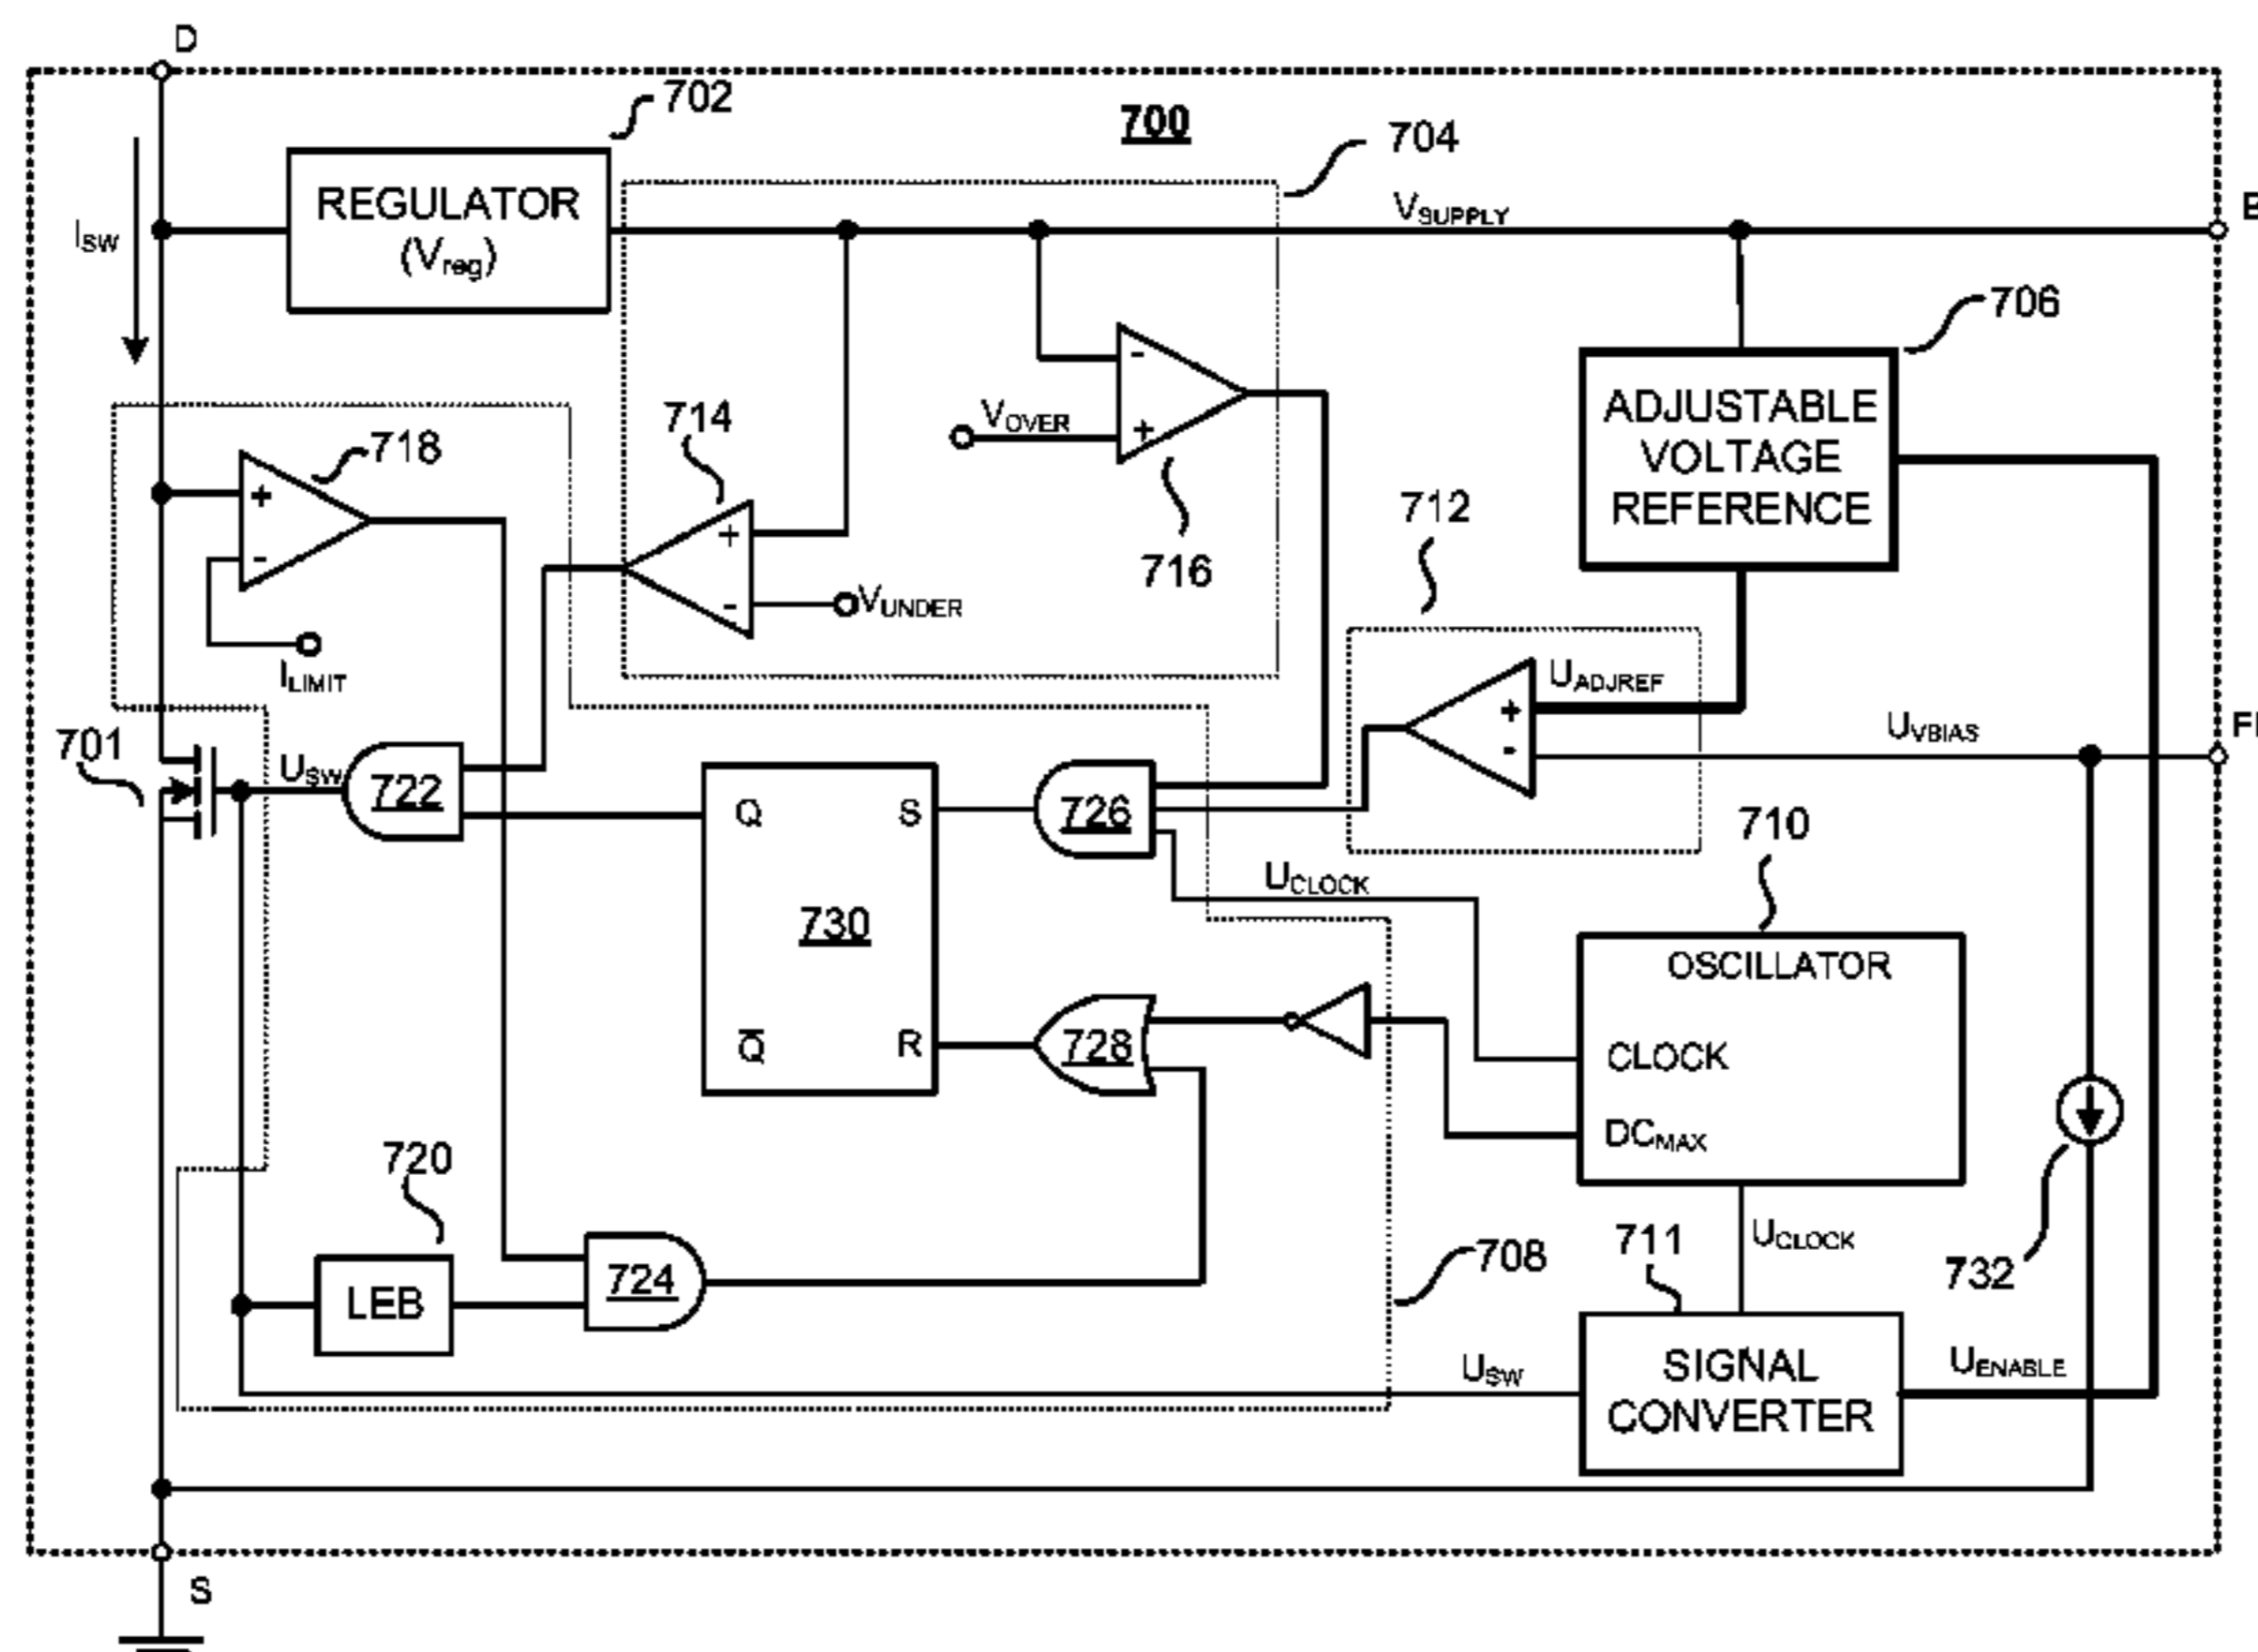 D
702
700
704
REGULATOR
(Vreg)
ISW
VSUPPLY
706
ADJUSTABLE
VOLTAGE
REFERENCE
714
VOVER
-
+
718
+
-
712
716
+
-
VUNDER
ILIMIT
UADJREF
+
-
UVBIAS
701
USW
722
Q
S
726
710
UCLOCK
730
OSCILLATOR
Q
R
728
CLOCK
DCMAX
720
711
UCLOCK
708
732
724
LEB
SIGNAL
CONVERTER
USW
UENABLE
S